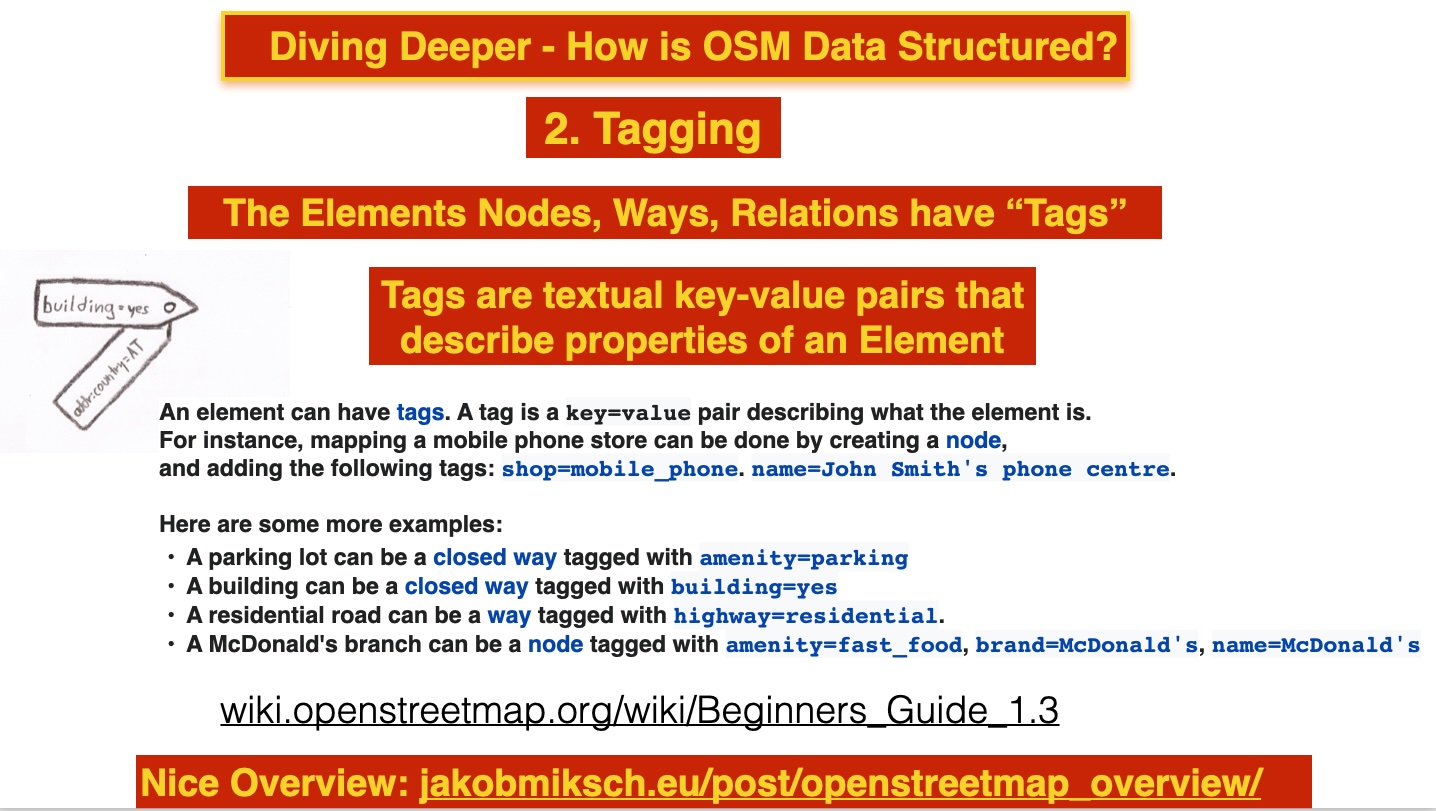 Diving Deeper - How is OSM Data Structured?
2. Tagging
The Elements Nodes, Ways, Relations have “Tags”
building=yes
addr:country=AT
Tags are textual key-value pairs that
describe properties of an Element
An element can have tags. A tag is a key=value pair describing what the element is.
For instance, mapping a mobile phone store can be done by creating a node,
and adding the following tags: shop=mobile_phone. name=John Smith's phone centre.
Here are some more examples:
• A parking lot can be a closed way tagged with amenity=parking
• A building can be a closed way tagged with building=yes
• A residential road can be a way tagged with highway=residential.
• A McDonald's branch can be a node tagged with amenity=fast_food, brand=McDonald's, name=McDonald's
wiki.openstreetmap.org/wiki/Beginners_Guide_1.3
Nice Overview: jakobmiksch.eu/post/openstreetmap_overview/